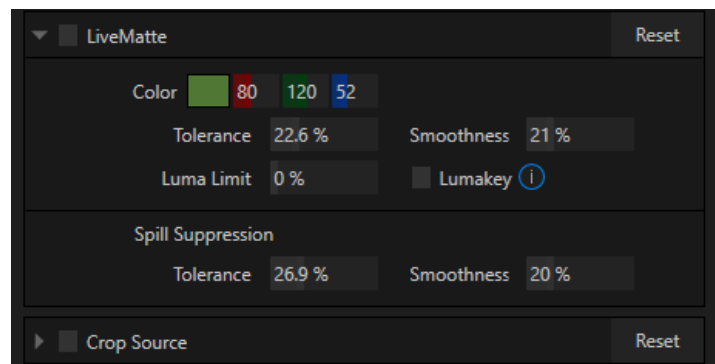 LiveMatte Reset
Color 80 120 52
Tolerance 22.6 % Smoothness 21 %
Luma Limit 0 % Lumakey i
Spill Suppression
Tolerance 26.9 % Smoothness 20 %
Crop Source Reset